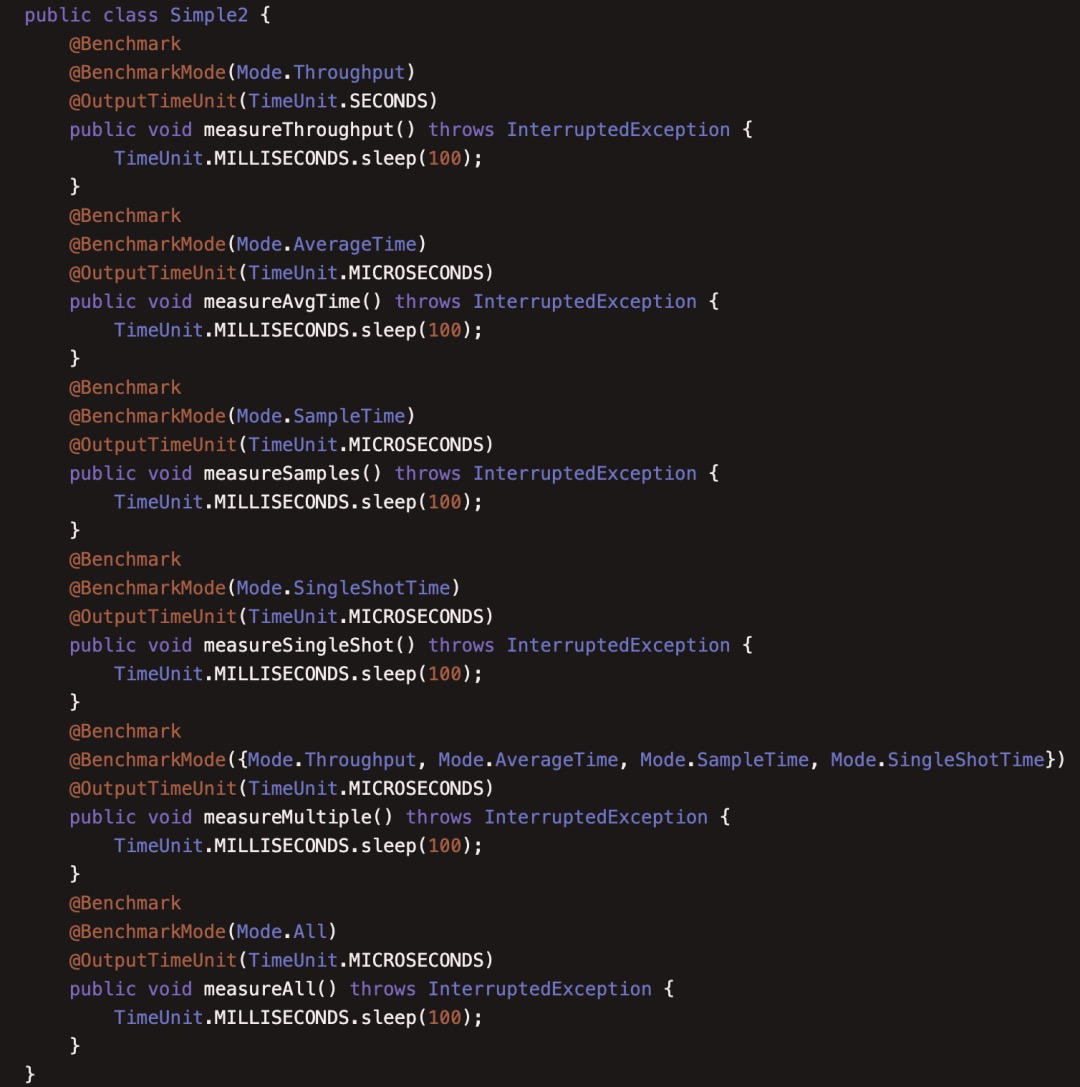 public class Simple2 {
    @Benchmark
    @BenchmarkMode(Mode.Throughput)
    @OutputTimeUnit(TimeUnit.SECONDS)
    public void measureThroughput() throws InterruptedException {
        TimeUnit.MILLISECONDS.sleep(100);
    }
    @Benchmark
    @BenchmarkMode(Mode.AverageTime)
    @OutputTimeUnit(TimeUnit.MICROSECONDS)
    public void measureAvgTime() throws InterruptedException {
        TimeUnit.MILLISECONDS.sleep(100);
    }
    @Benchmark
    @BenchmarkMode(Mode.SampleTime)
    @OutputTimeUnit(TimeUnit.MICROSECONDS)
    public void measureSamples() throws InterruptedException {
        TimeUnit.MILLISECONDS.sleep(100);
    }
    @Benchmark
    @BenchmarkMode(Mode.SingleShotTime)
    @OutputTimeUnit(TimeUnit.MICROSECONDS)
    public void measureSingleShot() throws InterruptedException {
        TimeUnit.MILLISECONDS.sleep(100);
    }
    @Benchmark
    @BenchmarkMode({Mode.Throughput, Mode.AverageTime, Mode.SampleTime, Mode.SingleShotTime})
    @OutputTimeUnit(TimeUnit.MICROSECONDS)
    public void measureMultiple() throws InterruptedException {
        TimeUnit.MILLISECONDS.sleep(100);
    }
    @Benchmark
    @BenchmarkMode(Mode.All)
    @OutputTimeUnit(TimeUnit.MICROSECONDS)
    public void measureAll() throws InterruptedException {
        TimeUnit.MILLISECONDS.sleep(100);
    }
}